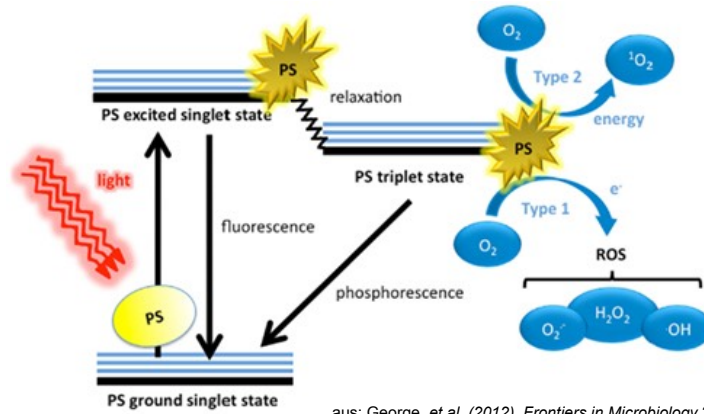 O2
Type 2
1O2
energy
PS
PS excited singlet state
relaxation
PS
PS triplet state
light
fluorescence
O2
Type 1
e-
ROS
phosphorescence
PS
O2·-
H2O2
·OH
PS ground singlet state
aus: George, et al. (2012), Frontiers in Microbiology